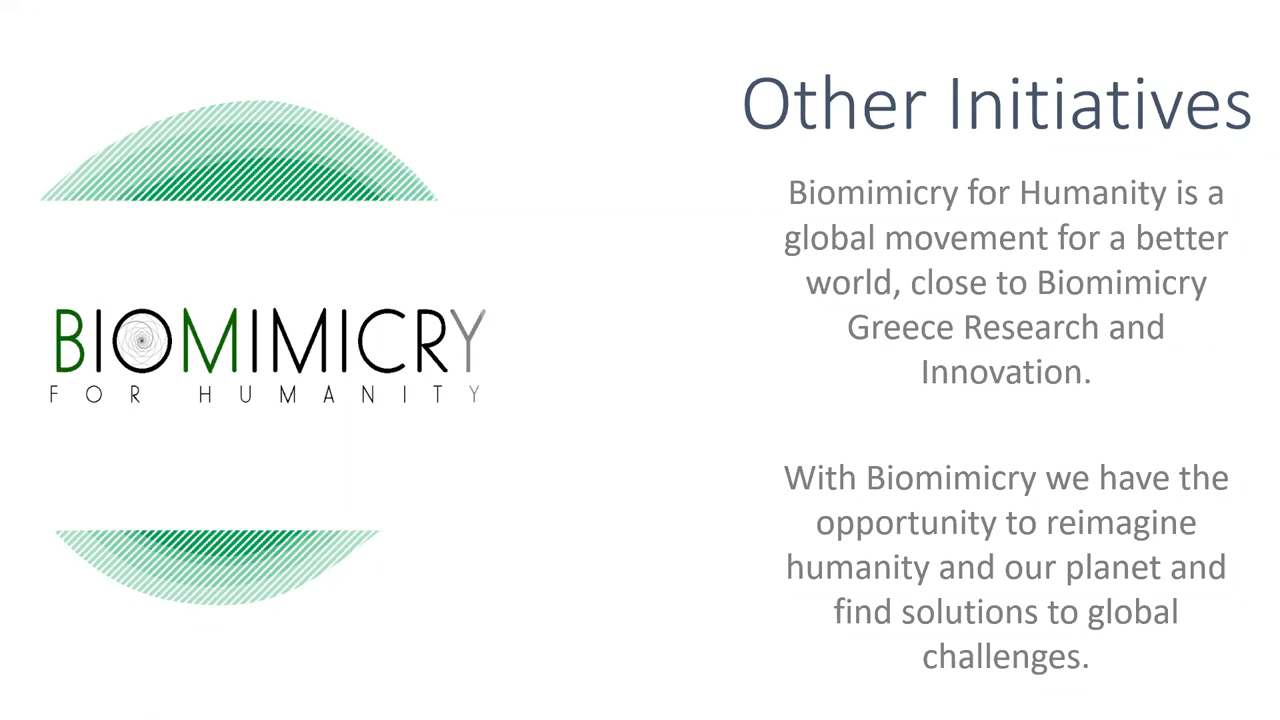 Other Initiatives
Biomimicry for Humanity is a
global movement for a better
world, close to Biomimicry
Greece Research and
Innovation.
With Biomimicry we have the
opportunity to reimagine
humanity and our planet and
find solutions to global
challenges.
BIOMIMICRY
FOR HUMANITY